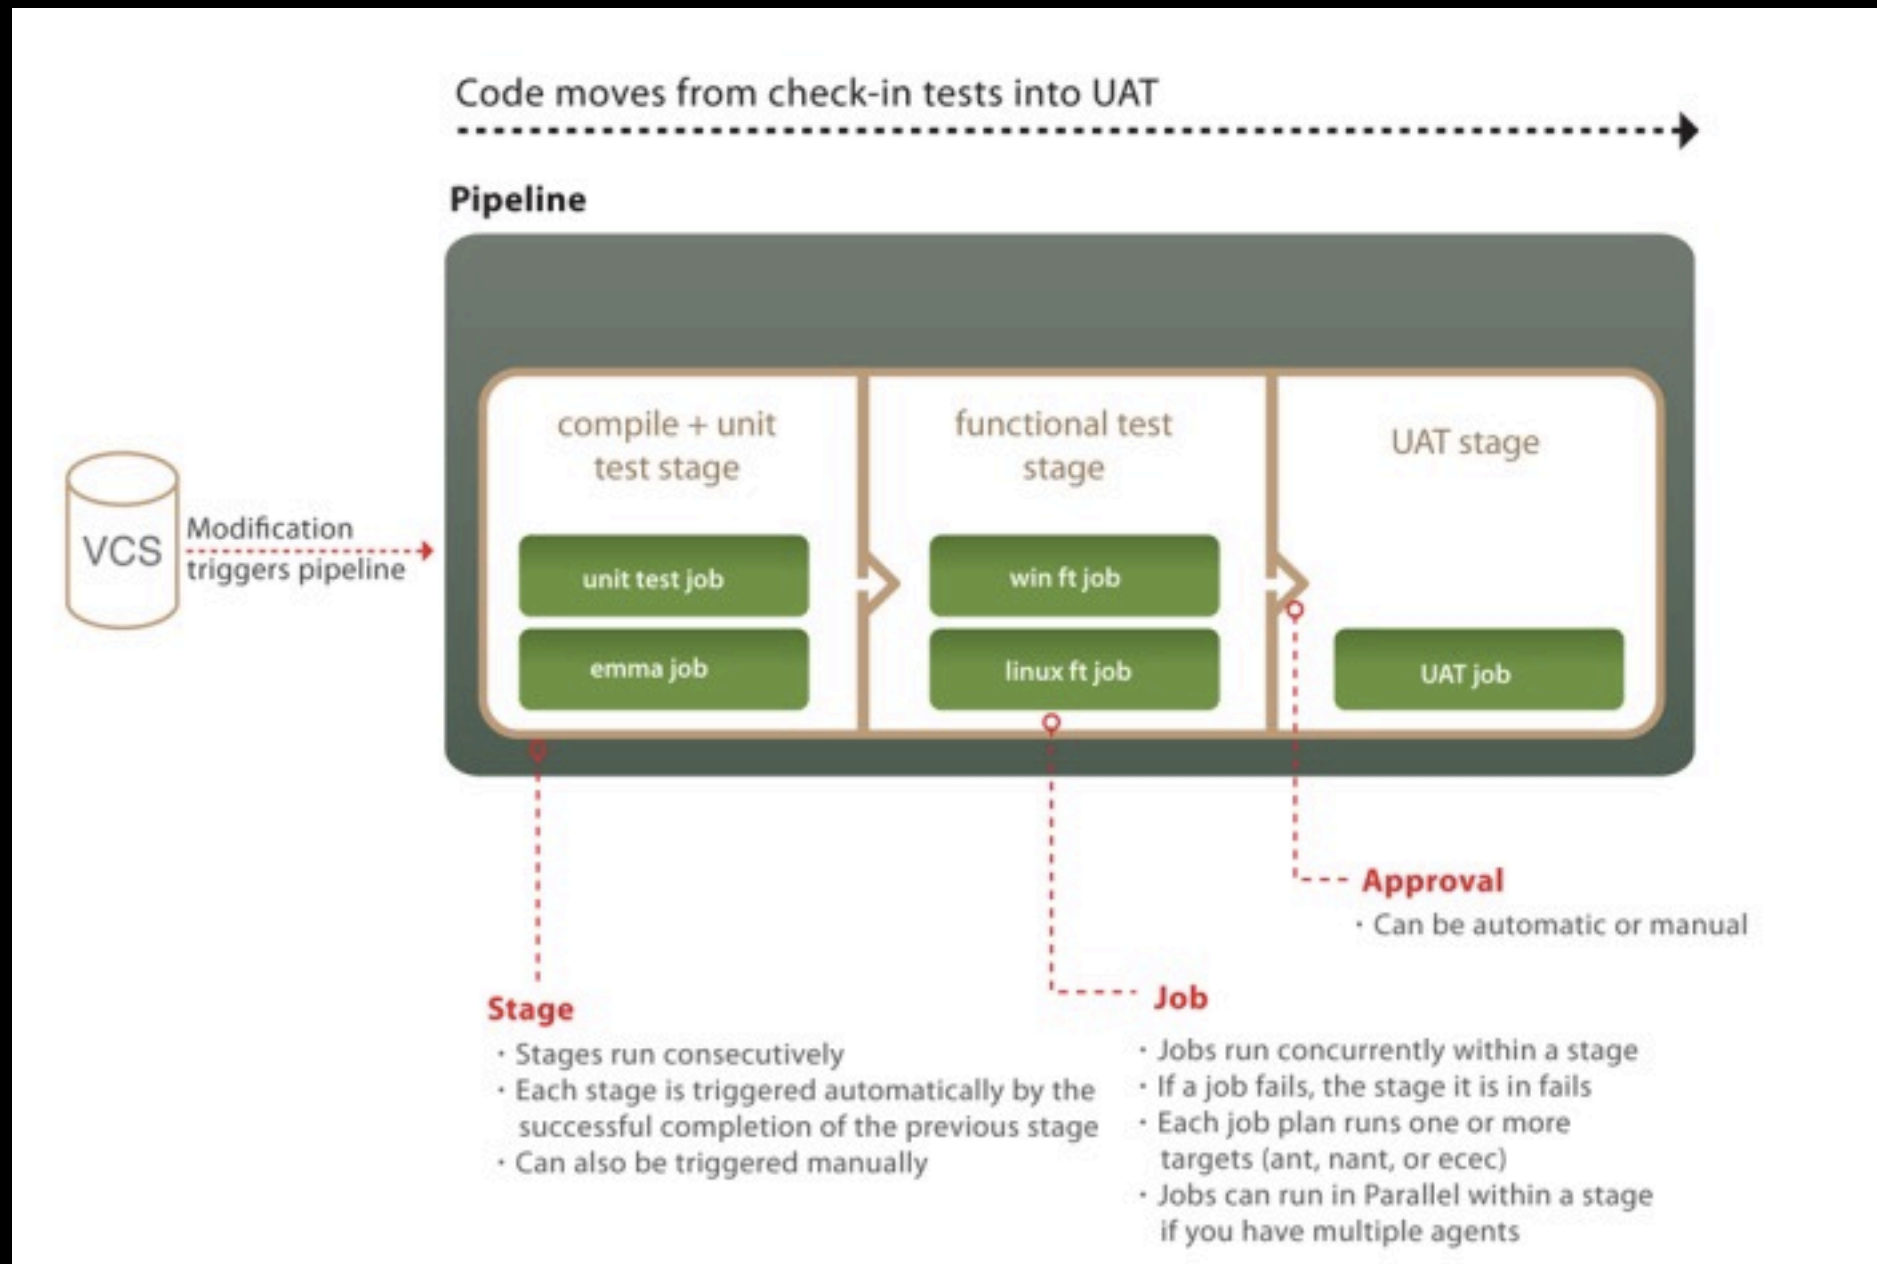 Code moves from check-in tests into UAT
Pipeline
compile + unit
test stage
functional test
stage
UAT stage
VCS
Modification
triggers pipeline
unit test job
emma job
win ft job
linux ft job
UAT job
Approval
· Can be automatic or manual
Stage
· Stages run consecutively
· Each stage is triggered automatically by the
successful completion of the previous stage
· Can also be triggered manually
Job
· Jobs run concurrently within a stage
· If a job fails, the stage it is in fails
· Each job plan runs one or more
targets (ant, nant, or ecec)
· Jobs can run in Parallel within a stage
if you have multiple agents